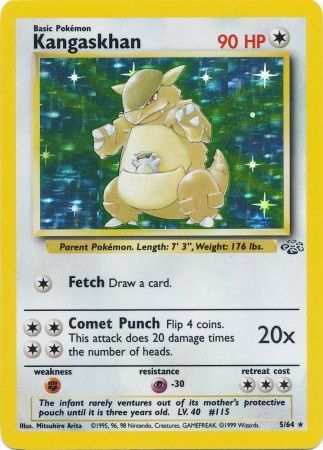 Basic Pokémon
Kangaskhan 90 HP
Parent Pokémon. Length: 7' 3", Weight: 176 lbs.
Fetch Draw a card.
Comet Punch Flip 4 coins.
This attack does 20 damage times
the number of heads.
20x
weakness resistance retreat cost
-30
The infant rarely ventures out of its mother's protective
pouch until it is three years old. LV. 40 #115
Illus. Mitsuhiro Arita ©1995, 96, 98 Nintendo, Creatures, GAMEFREAK. ©1999 Wizards. 5/64 ★